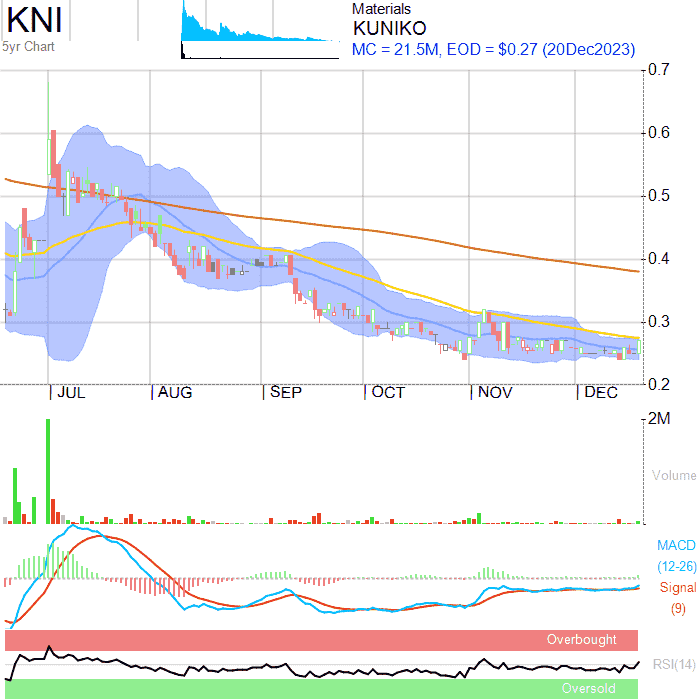 KNI
5yr Chart
Materials
KUNIKO
MC = 21.5M, EOD = $0.27 (20Dec2023)
0.7
0.6
0.5
0.4
0.3
0.2
JUL AUG SEP OCT NOV DEC
2M
Volume
MACD
(12-26)
Signal
(9)
Overbought
RSI(14)
Oversold